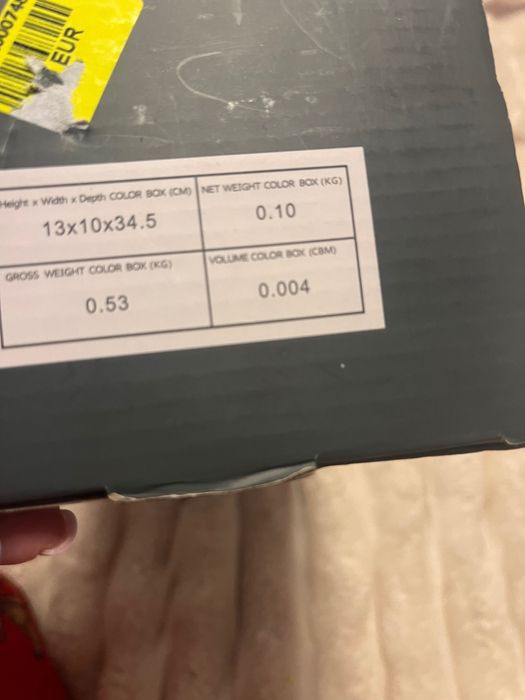 EUR
Height x Width x Depth COLOR BOX (CM)
13x10x34.5
NET WEIGHT COLOR BOX (KG)
0.10
GROSS WEIGHT COLOR BOX (KG)
0.53
VOLUME COLOR BOX (CBM)
0.004